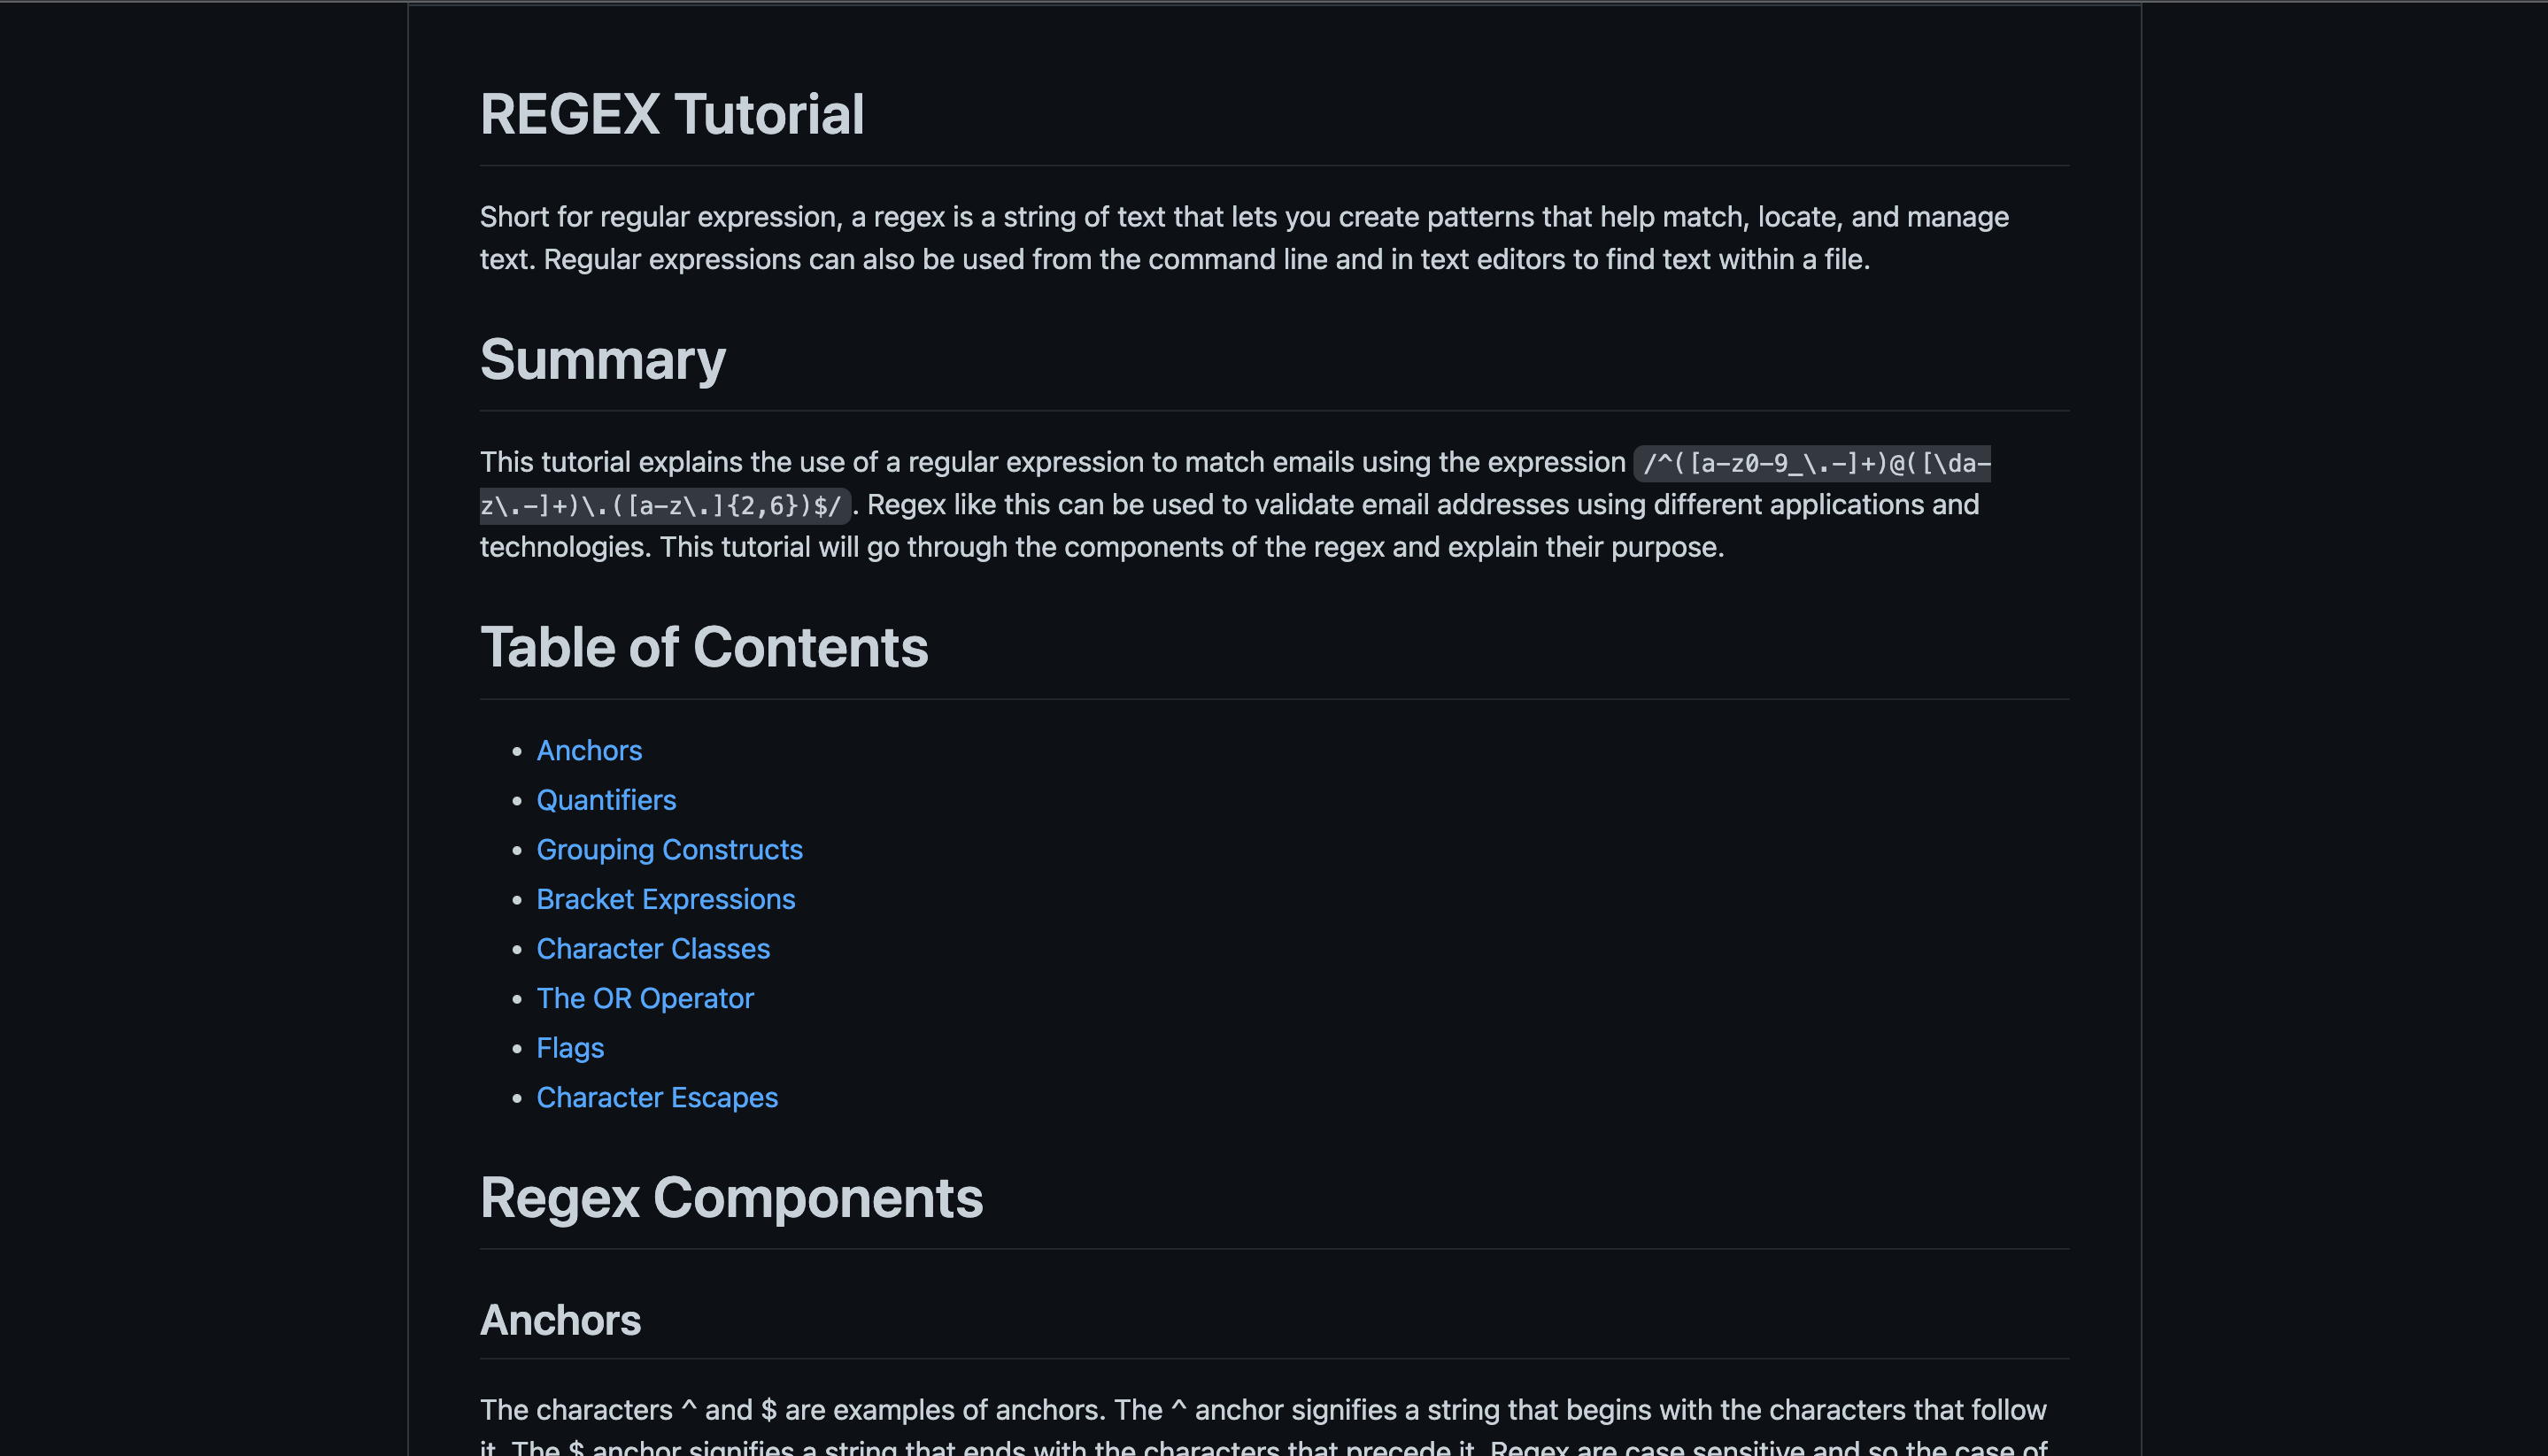 REGEX Tutorial
Short for regular expression, a regex is a string of text that lets you create patterns that help match, locate, and manage
text. Regular expressions can also be used from the command line and in text editors to find text within a file.
Summary
This tutorial explains the use of a regular expression to match emails using the expression /^([a-z0-9_\.-]+)@([\da-
z\.-]+)\.([a-z\.]{2,6})$/. Regex like this can be used to validate email addresses using different applications and
technologies. This tutorial will go through the components of the regex and explain their purpose.
Table of Contents
• Anchors
• Quantifiers
• Grouping Constructs
• Bracket Expressions
• Character Classes
• The OR Operator
• Flags
• Character Escapes
Regex Components
Anchors
The characters ^ and $ are examples of anchors. The ^ anchor signifies a string that begins with the characters that follow
it. The $ anchor signifies a string that ends with the characters that precede it. Regex are case sensitive and so the case of